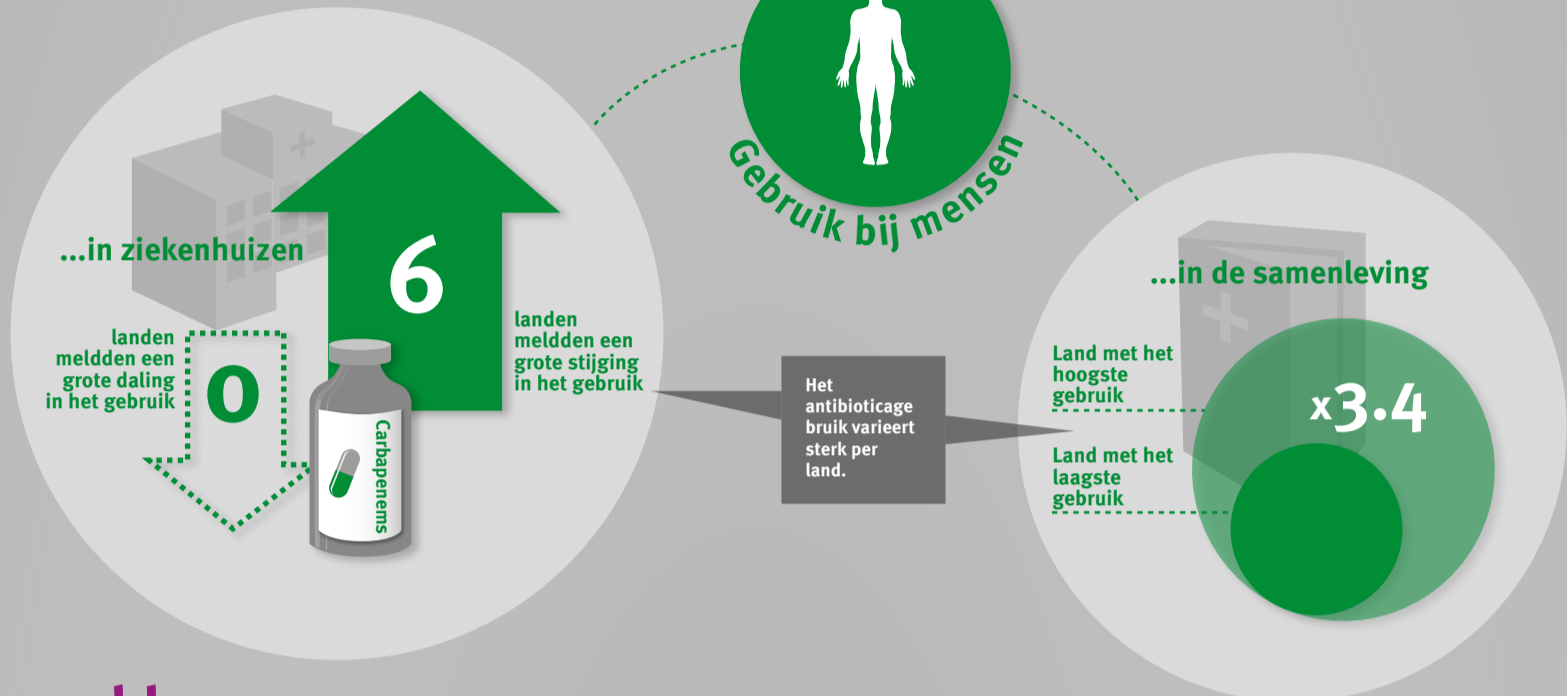 Gebruik bij mensen
...in ziekenhuizen
6
landen
meldden een
grote stijging
in het gebruik
landen
meldden een
grote daling
in het gebruik
0
Carbapenems
Het
antibioticage
bruik varieert
sterk per
land.
...in de samenleving
Land met het
hoogste
gebruik
x3.4
Land met het
laagste
gebruik